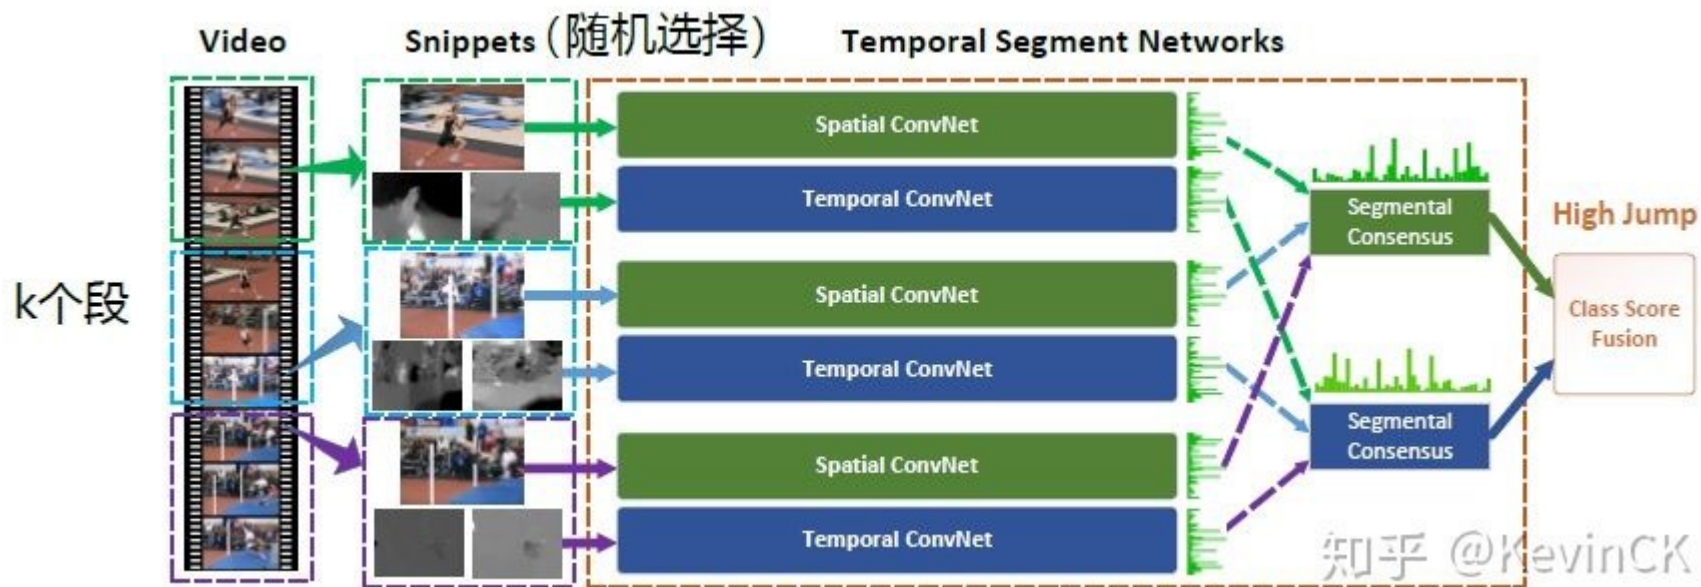 Video
Snippets (随机选择)
Temporal Segment Networks
Spatial ConvNet
Temporal ConvNet
Segmental
Consensus
High Jump
k个段
Spatial ConvNet
Temporal ConvNet
Class Score
Fusion
Segmental
Consensus
Spatial ConvNet
Temporal ConvNet
知乎 @KevinCK